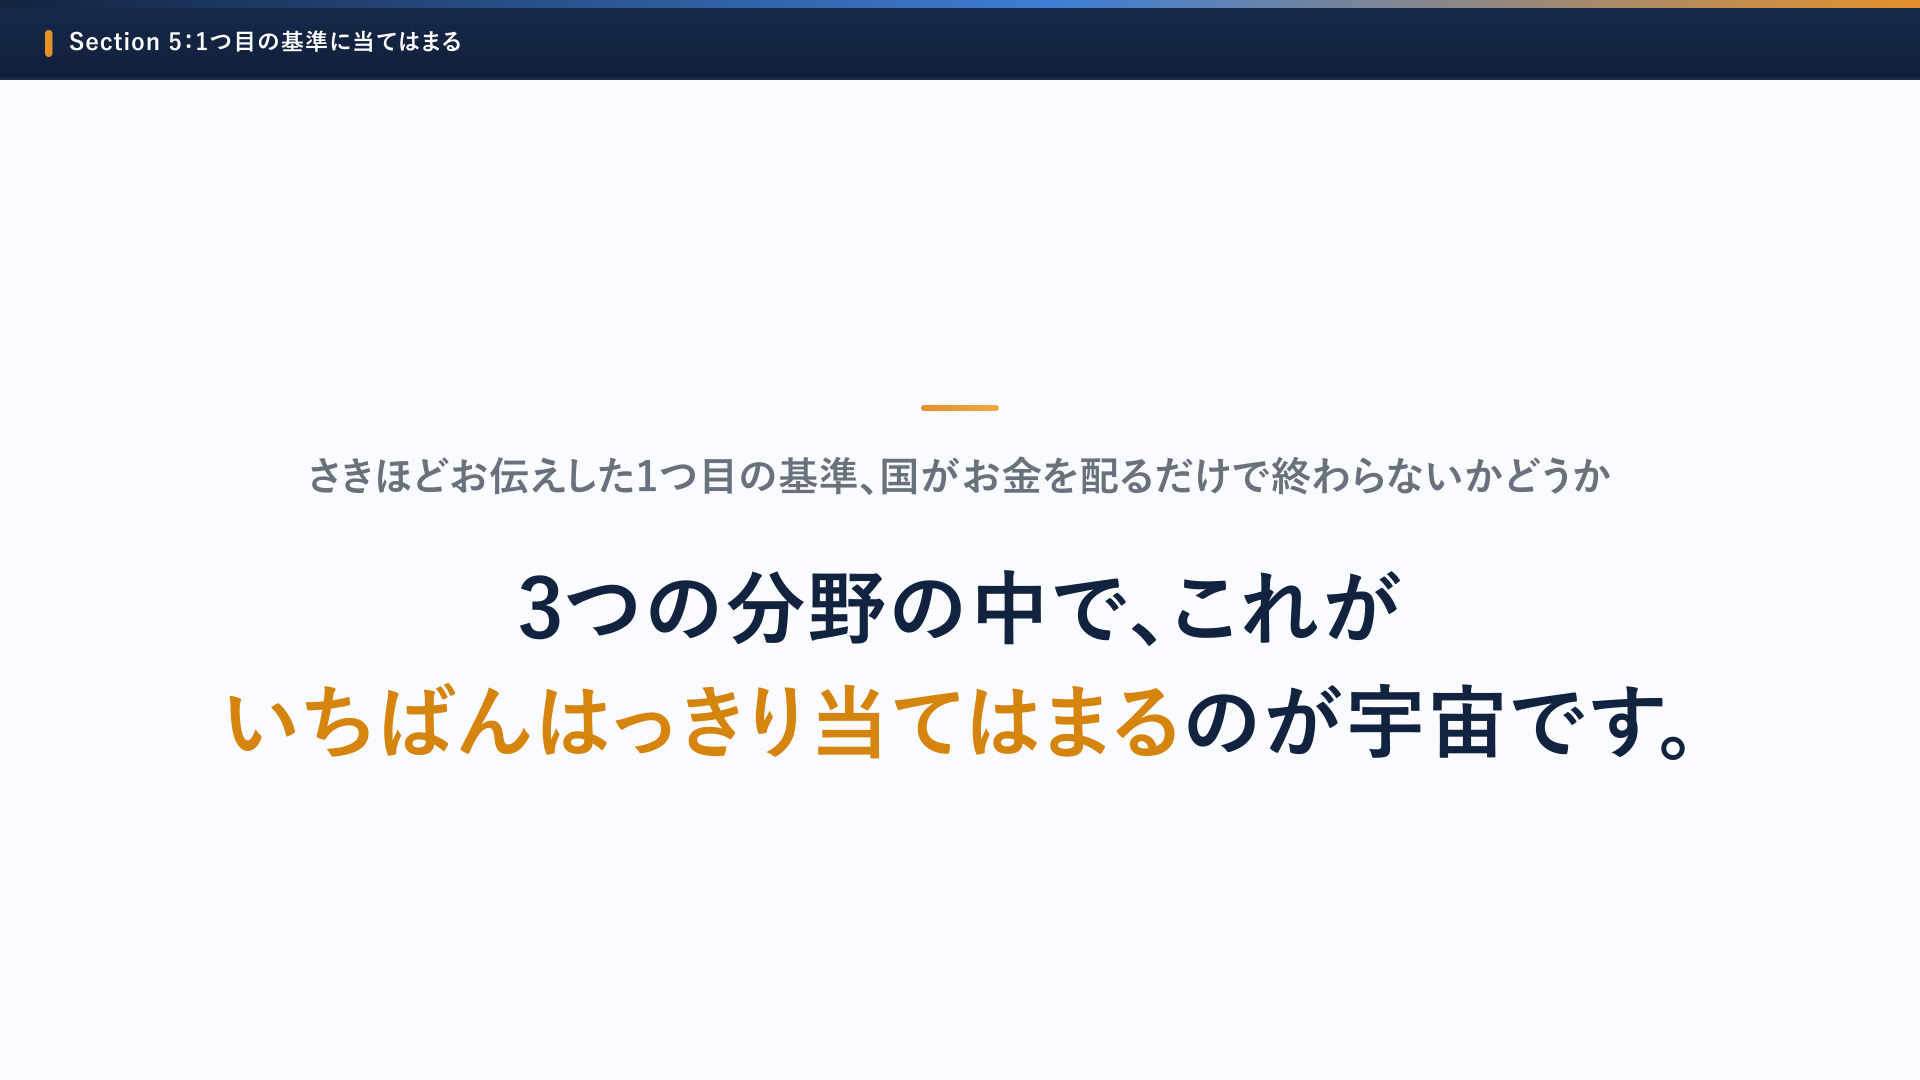 Section 5：1つ目の基準に当てはまる
さきほどお伝えした1つ目の基準、国がお金を配るだけで終わらないかどうか
3つの分野の中で、これが
いちばんはっきり当てはまるのが宇宙です。